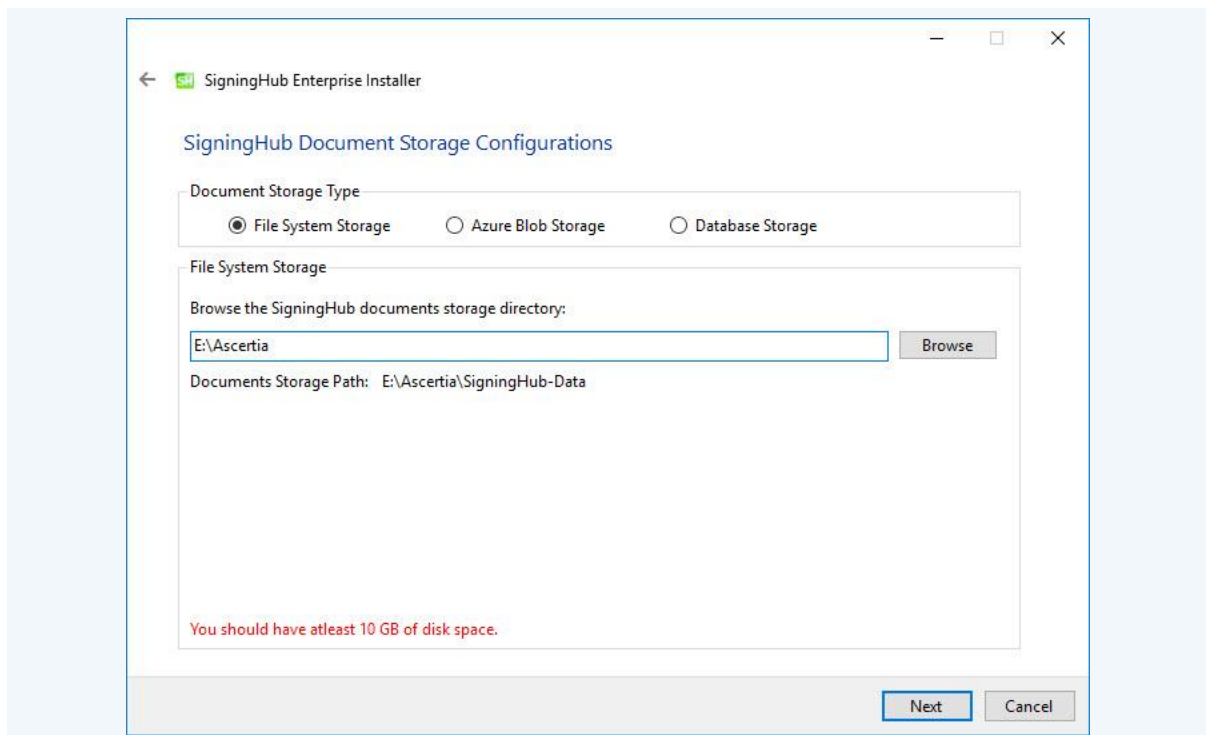 SigningHub Enterprise Installer
SigningHub Document Storage Configurations
Document Storage Type
File System Storage Azure Blob Storage Database Storage
File System Storage
Browse the SigningHub documents storage directory:
E:\Ascertia Browse
Documents Storage Path: E:\Ascertia\SigningHub-Data
You should have atleast 10 GB of disk space.
Next Cancel